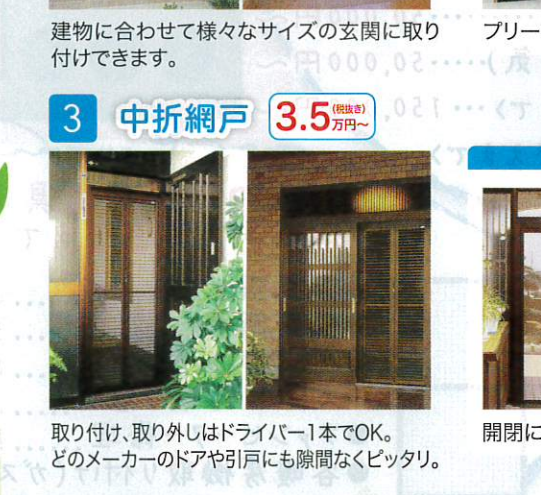 建物に合わせて様々なサイズの玄関に取り
付けできます。
プリー
3 中折網戸 3.5(税抜き)万円～
取り付け、取り外しはドライバー1本でOK。
どのメーカーのドアや引戸にも隙間なくピッタリ。
開閉に